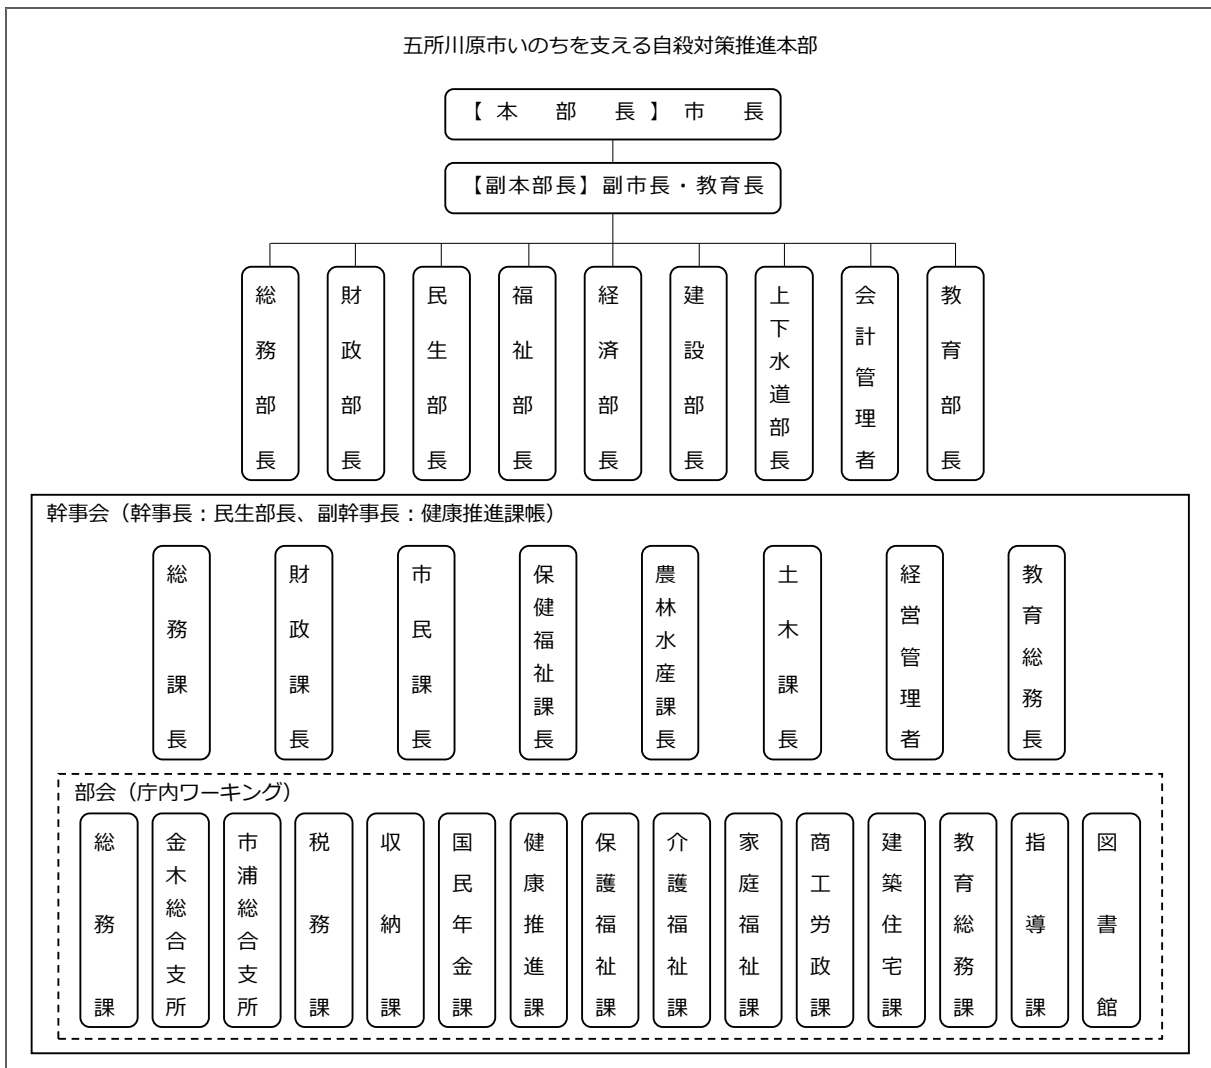 五所川原市いのちを支える自殺対策推進本部
【本部長】市長
【副本部長】副市長・教育長
総務部長
財政部長
民生部長
福祉部長
経済部長
建設部長
上下水道部長
会計管理者
教育部長
幹事会（幹事長：民生部長、副幹事長：健康推進課帳）
総務課長
財政課長
市民課長
保健福祉課長
農林水産課長
土木課長
経営管理者
教育総務長
部会（庁内ワーキング）
総務課
金木総合支所
市浦総合支所
税務課
収納課
国民年金課
健康推進課
保護福祉課
介護福祉課
家庭福祉課
商工労政課
建築住宅課
教育総務課
指導課
図書館